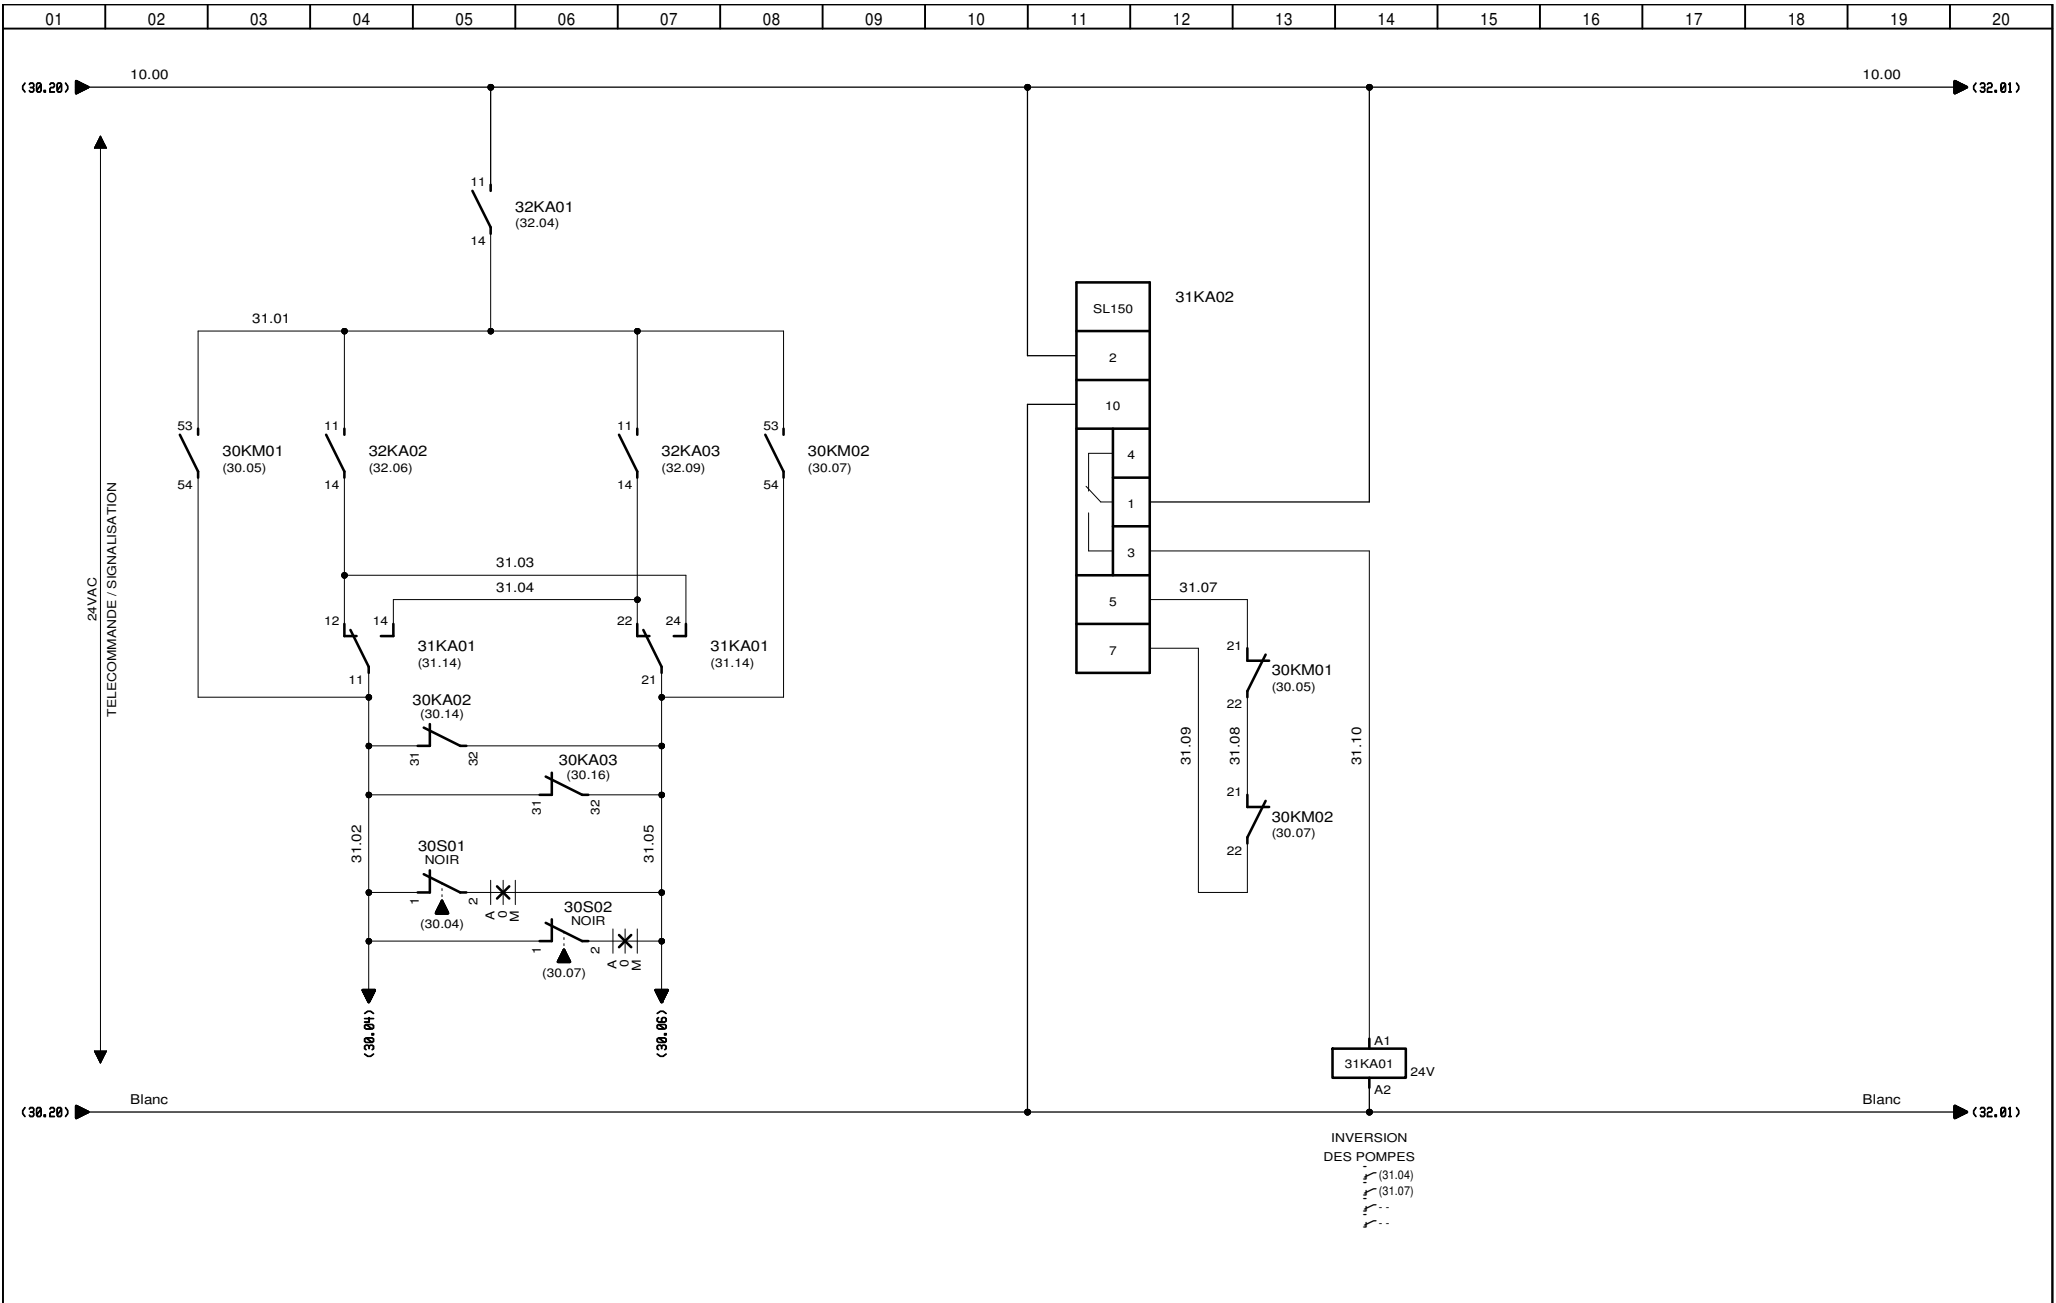 01 02 03 04 05 06 07 08 09 10 11 12 13 14 15 16 17 18 19 20
10.00 10.00
(30.20) (32.01)
11
32KA01
(32.04)
14
31.01
SL150 31KA02
2
10
4
1
3
5
7
53 11 11 53
30KM01 32KA02 32KA03 30KM02
(30.05) (32.06) (32.09) (30.07)
54 14 14 54
24VAC
TELECOMMANDE / SIGNALISATION
31.03
31.04
12 14 22 24
31KA01 31KA01
(31.14) (31.14)
11 21
30KA02
(30.14)
31 32
30KA03
(30.16)
31 32
31.02 31.05
30S01
NOIR
1 2 A 0 M
(30.04)
30S02
NOIR
1 2 A 0 M
(30.07)
(30.04) (30.06)
31.07
21
30KM01
(30.05)
22
31.09 31.08 31.10
21
30KM02
(30.07)
22
A1
31KA01 24V
A2
Blanc Blanc
(30.20) (32.01)
INVERSION
DES POMPES
(31.04)
(31.07)
- -
- -